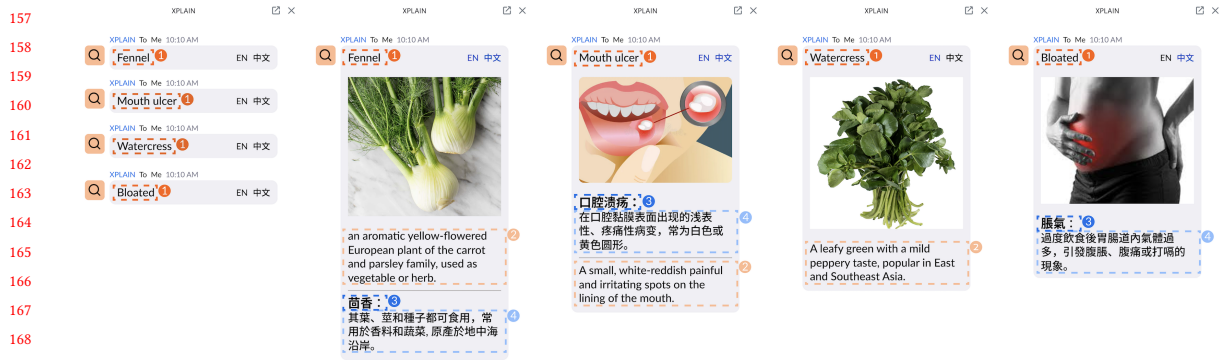 157
158
159
160
161
162
163
164
165
166
167
168
XPLAIN
XPLAIN To Me 10:10 AM
Fennel 1 EN 中文
XPLAIN To Me 10:10 AM
Mouth ulcer 1 EN 中文
XPLAIN To Me 10:10 AM
Watercress 1 EN 中文
XPLAIN To Me 10:10 AM
Bloated 1 EN 中文
XPLAIN
XPLAIN To Me 10:10 AM
Fennel 1 EN 中文
an aromatic yellow-flowered 2
European plant of the carrot
and parsley family, used as
vegetable or herb.
茴香： 3
其葉、莖和種子都可食用，常 4
用於香料和蔬菜, 原產於地中海
沿岸。
XPLAIN
XPLAIN To Me 10:10 AM
Mouth ulcer 1 EN 中文
口腔溃疡： 3
在口腔黏膜表面出现的浅表 4
性、疼痛性病变，常为白色或
黄色圆形。
A small, white-reddish painful 2
and irritating spots on the
lining of the mouth.
XPLAIN
XPLAIN To Me 10:10 AM
Watercress 1 EN 中文
A leafy green with a mild 2
peppery taste, popular in East
and Southeast Asia.
XPLAIN
XPLAIN To Me 10:10 AM
Bloated 1 EN 中文
脹氣： 3
過度飲食後胃腸道內氣體過 4
多，引發腹脹、腹痛或打嗝的
現象。